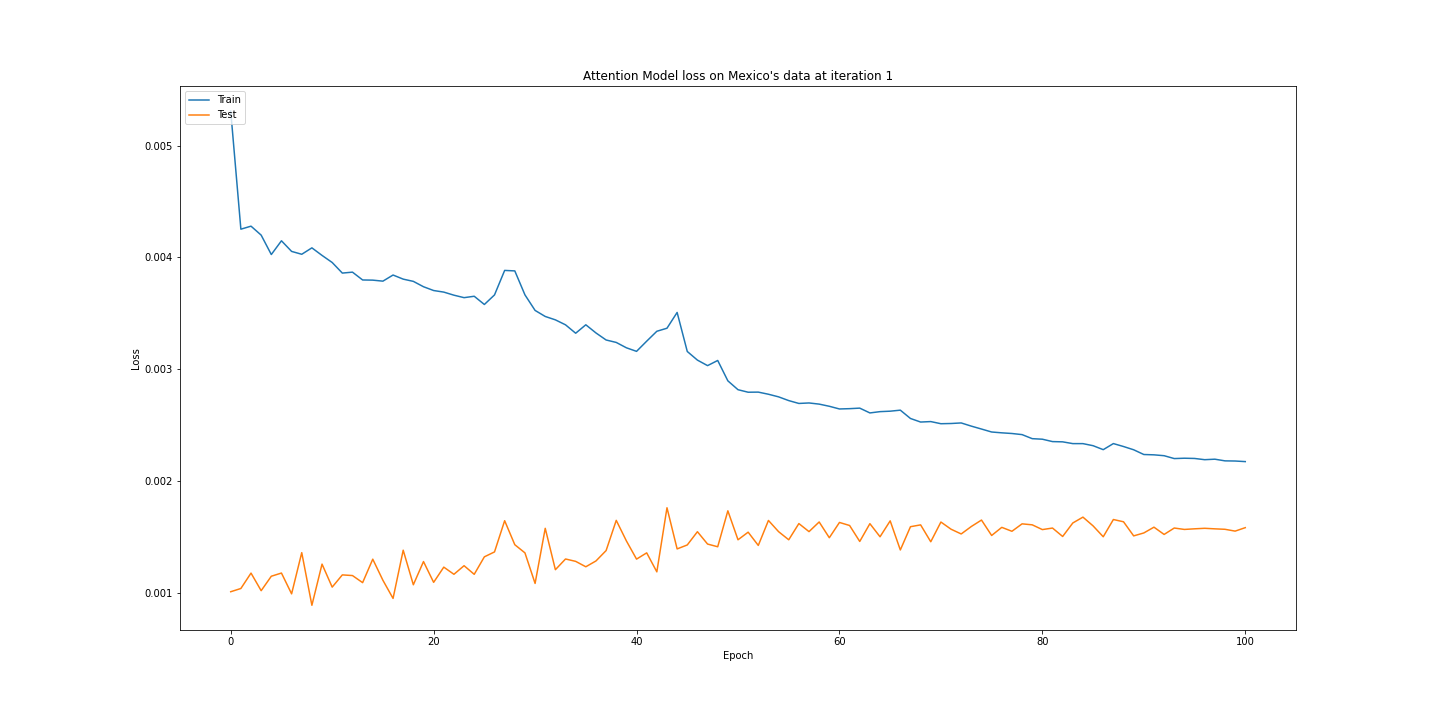 Attention Model loss on Mexico's data at iteration 1
Train
Test
0.005
0.004
0.003
0.002
0.001
Loss
0 20 40 60 80 100
Epoch